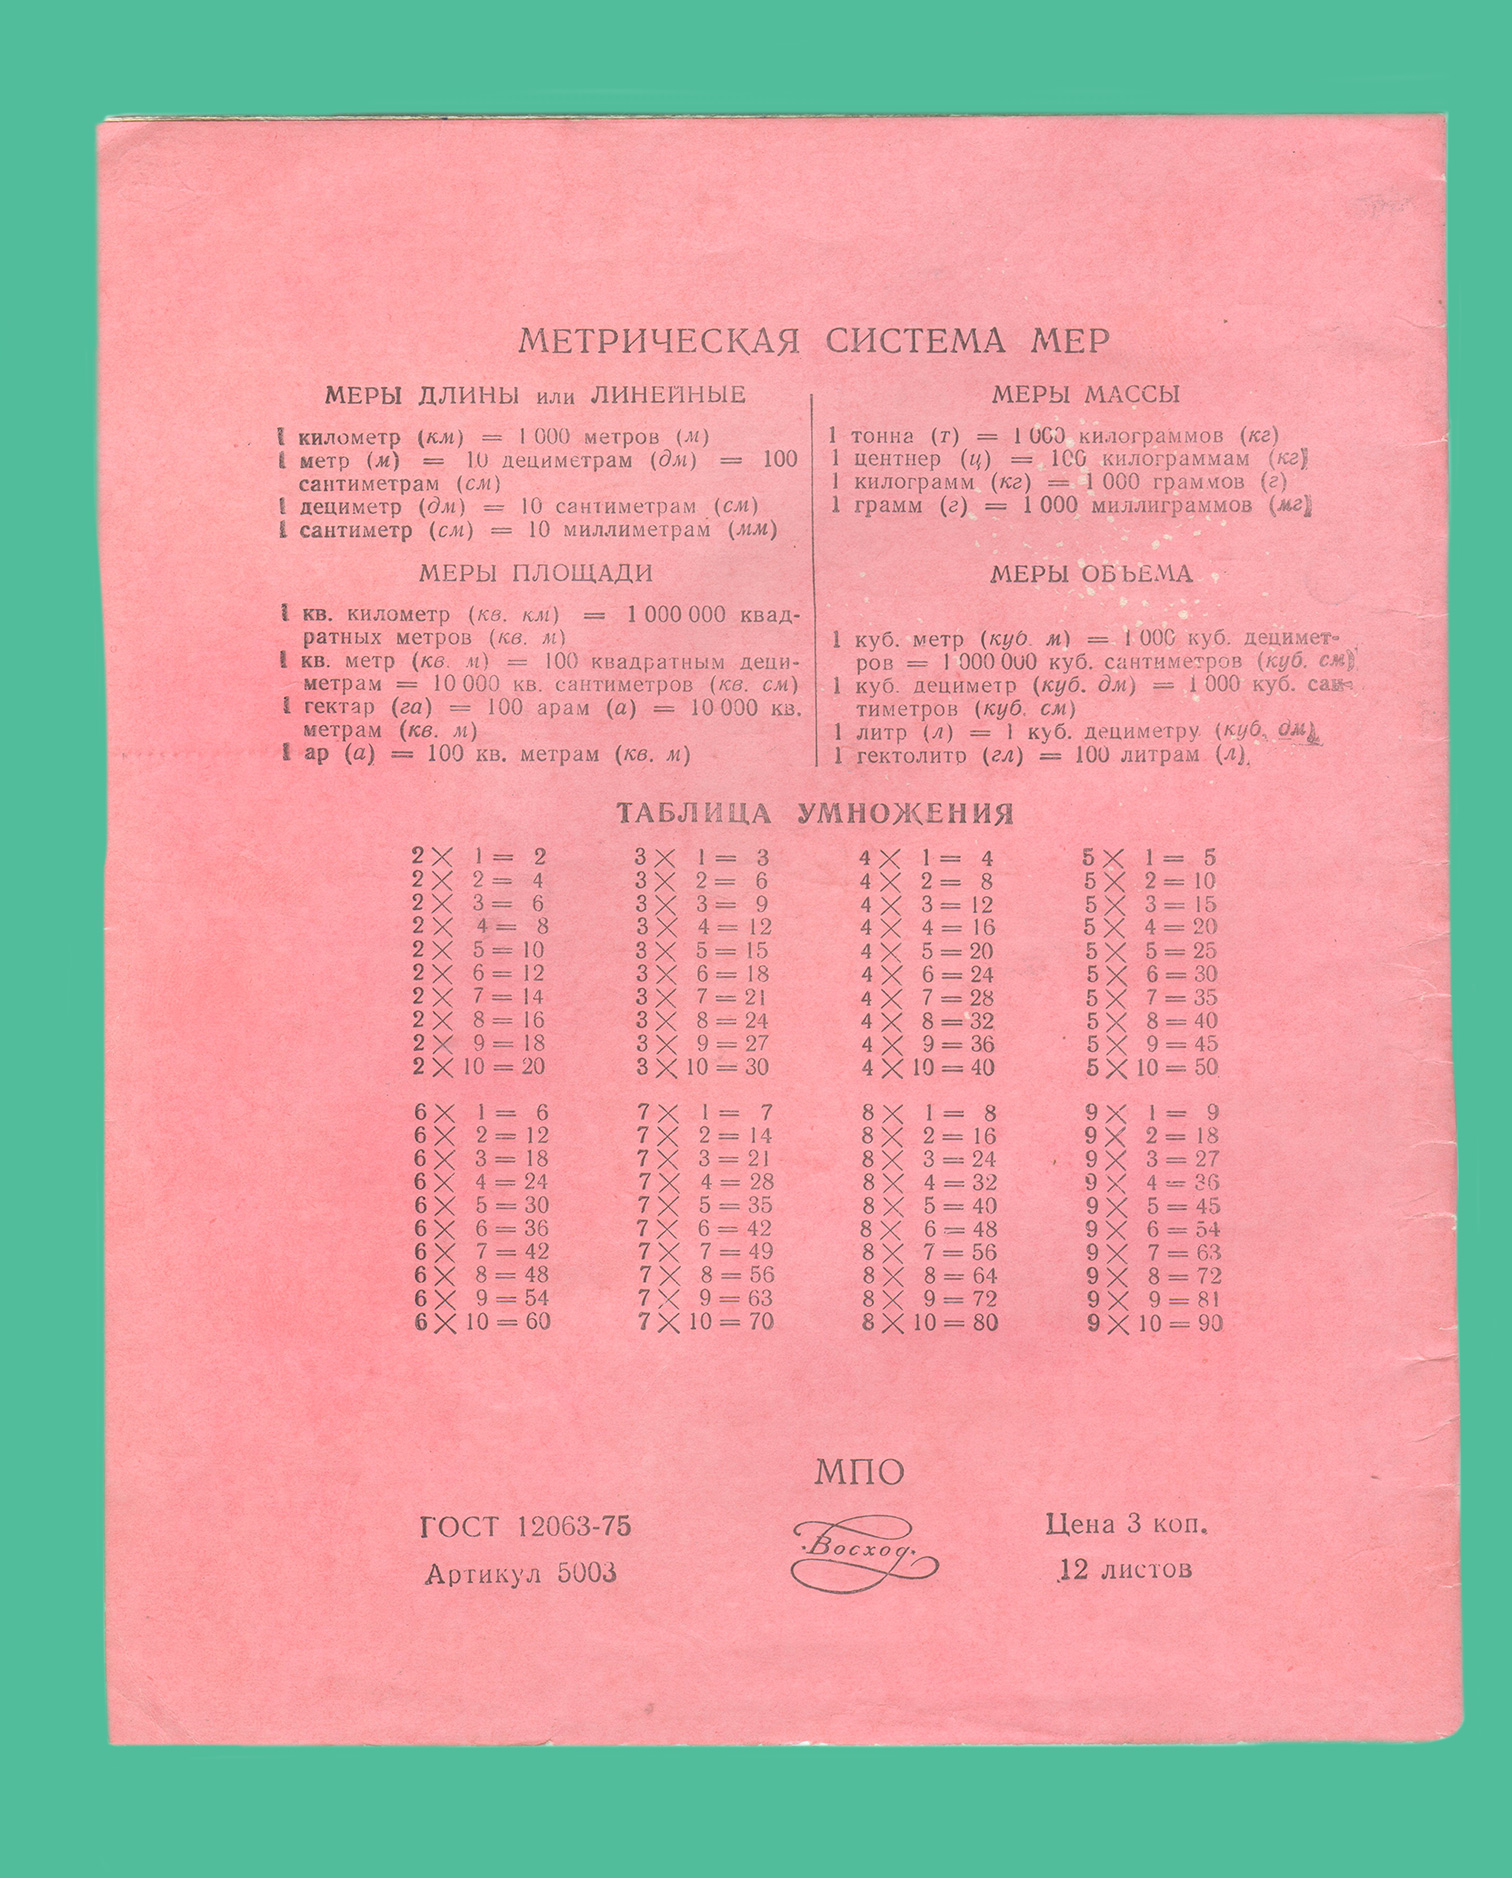 МЕТРИЧЕСКАЯ СИСТЕМА МЕР
МЕРЫ ДЛИНЫ или ЛИНЕЙНЫЕ
1 километр (км) = 1 000 метров (м)
1 метр (м) = 10 дециметрам (дм) = 100
сантиметрам (см)
1 дециметр (дм) = 10 сантиметрам (см)
1 сантиметр (см) = 10 миллиметрам (мм)
МЕРЫ ПЛОЩАДИ
1 кв. километр (кв. км) = 1 000 000 квад-
ратных метров (кв. м)
1 кв. метр (кв. м) = 100 квадратным деци-
метрам = 10 000 кв. сантиметров (кв. см)
1 гектар (га) = 100 арам (а) = 10 000 кв.
метрам (кв. м)
1 ар (а) = 100 кв. метрам (кв. м)
МЕРЫ МАССЫ
1 тонна (т) = 1 000 килограммов (кг)
1 центнер (ц) = 100 килограммам (кг)
1 килограмм (кг) = 1 000 граммов (г)
1 грамм (г) = 1 000 миллиграммов (мг)
МЕРЫ ОБЪЕМА
1 куб. метр (куб. м) = 1 000 куб. децимет-
ров = 1 000 000 куб. сантиметров (куб. см)
1 куб. дециметр (куб. дм) = 1 000 куб. сан-
тиметров (куб. см)
1 литр (л) = 1 куб. дециметру (куб. дм)
1 гектолитр (гл) = 100 литрам (л).
ТАБЛИЦА УМНОЖЕНИЯ
2 × 1 = 2 3 × 1 = 3 4 × 1 = 4 5 × 1 = 5
2 × 2 = 4 3 × 2 = 6 4 × 2 = 8 5 × 2 = 10
2 × 3 = 6 3 × 3 = 9 4 × 3 = 12 5 × 3 = 15
2 × 4 = 8 3 × 4 = 12 4 × 4 = 16 5 × 4 = 20
2 × 5 = 10 3 × 5 = 15 4 × 5 = 20 5 × 5 = 25
2 × 6 = 12 3 × 6 = 18 4 × 6 = 24 5 × 6 = 30
2 × 7 = 14 3 × 7 = 21 4 × 7 = 28 5 × 7 = 35
2 × 8 = 16 3 × 8 = 24 4 × 8 = 32 5 × 8 = 40
2 × 9 = 18 3 × 9 = 27 4 × 9 = 36 5 × 9 = 45
2 × 10 = 20 3 × 10 = 30 4 × 10 = 40 5 × 10 = 50
6 × 1 = 6 7 × 1 = 7 8 × 1 = 8 9 × 1 = 9
6 × 2 = 12 7 × 2 = 14 8 × 2 = 16 9 × 2 = 18
6 × 3 = 18 7 × 3 = 21 8 × 3 = 24 9 × 3 = 27
6 × 4 = 24 7 × 4 = 28 8 × 4 = 32 9 × 4 = 36
6 × 5 = 30 7 × 5 = 35 8 × 5 = 40 9 × 5 = 45
6 × 6 = 36 7 × 6 = 42 8 × 6 = 48 9 × 6 = 54
6 × 7 = 42 7 × 7 = 49 8 × 7 = 56 9 × 7 = 63
6 × 8 = 48 7 × 8 = 56 8 × 8 = 64 9 × 8 = 72
6 × 9 = 54 7 × 9 = 63 8 × 9 = 72 9 × 9 = 81
6 × 10 = 60 7 × 10 = 70 8 × 10 = 80 9 × 10 = 90
МПО
ГОСТ 12063-75 Восход Цена 3 коп.
Артикул 5003 12 листов